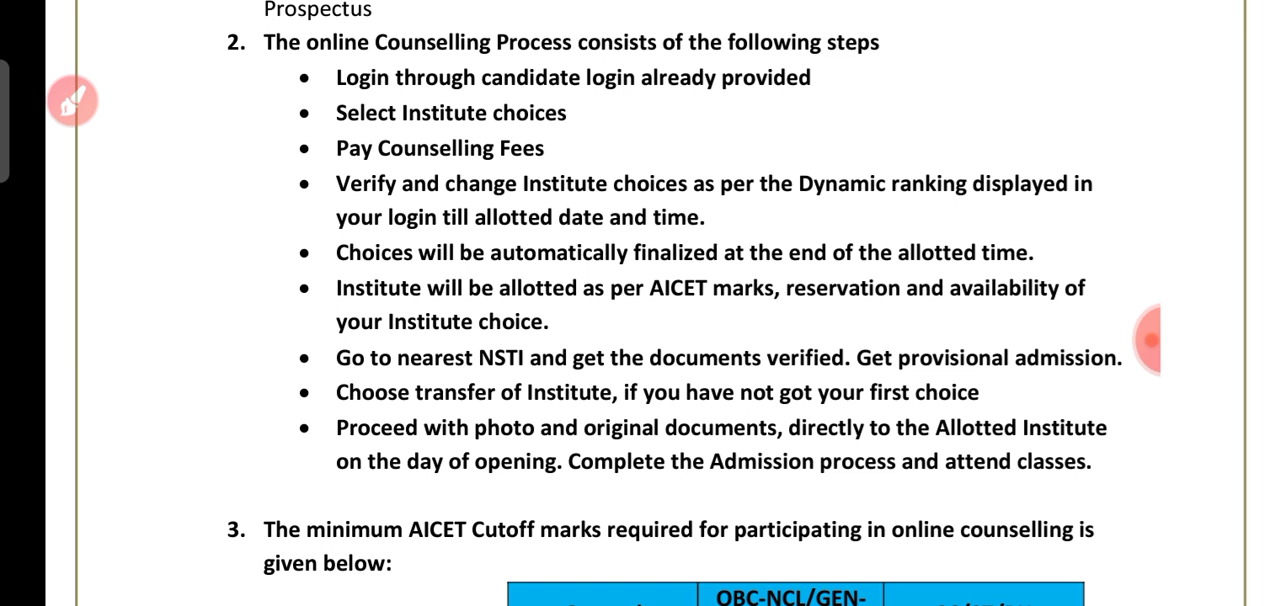 Prospectus
2. The online Counselling Process consists of the following steps
• Login through candidate login already provided
• Select Institute choices
• Pay Counselling Fees
• Verify and change Institute choices as per the Dynamic ranking displayed in
your login till allotted date and time.
• Choices will be automatically finalized at the end of the allotted time.
• Institute will be allotted as per AICET marks, reservation and availability of
your Institute choice.
• Go to nearest NSTI and get the documents verified. Get provisional admission.
• Choose transfer of Institute, if you have not got your first choice
• Proceed with photo and original documents, directly to the Allotted Institute
on the day of opening. Complete the Admission process and attend classes.
3. The minimum AICET Cutoff marks required for participating in online counselling is
given below:
OBC-NCL/GEN-